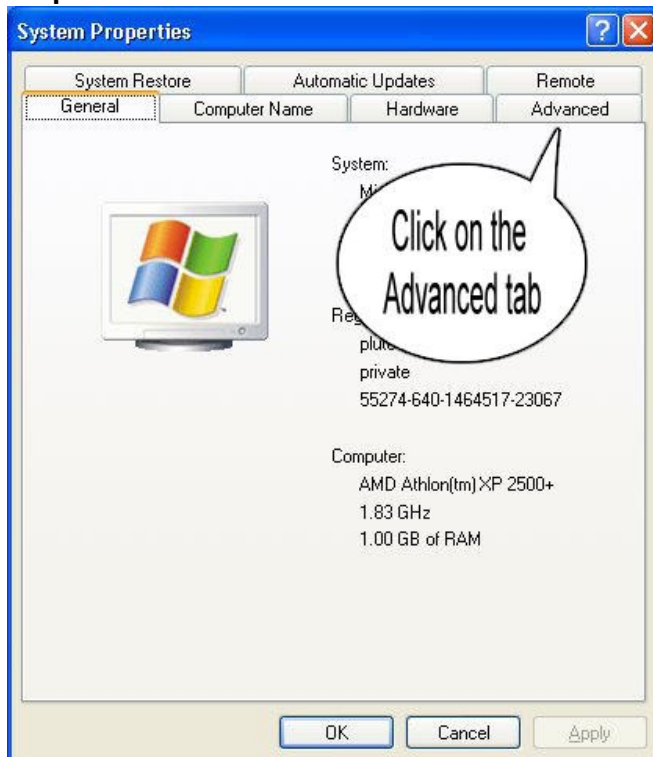 System Properties
System Restore Automatic Updates Remote
General Computer Name Hardware Advanced
System:
Click on the
Advanced tab
private
55274-640-1464517-23067
Computer:
AMD Athlon(tm) XP 2500+
1.83 GHz
1.00 GB of RAM
OK Cancel Apply